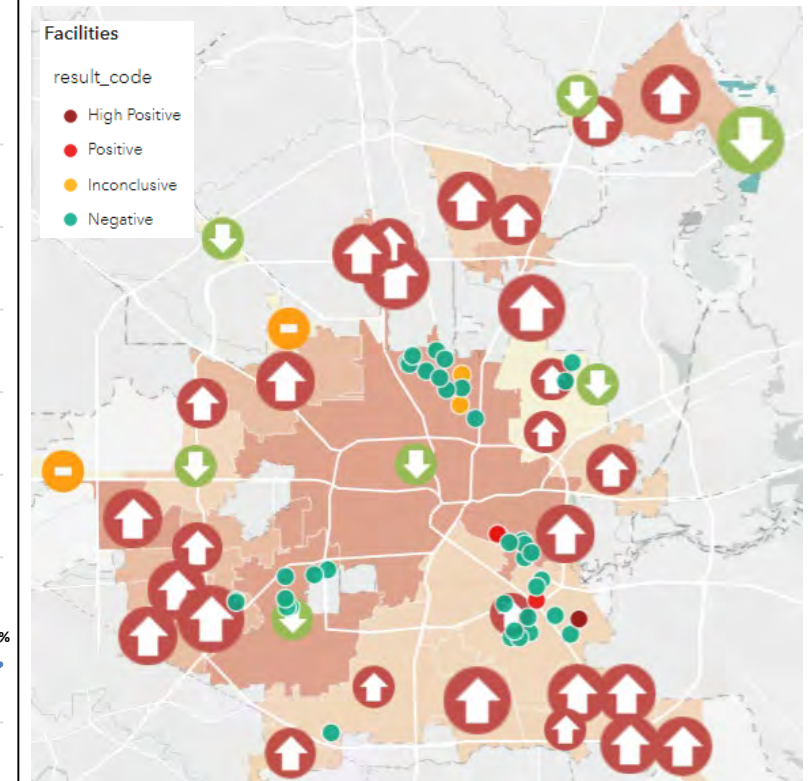 Facilities
result_code
High Positive
Positive
Inconclusive
Negative
%